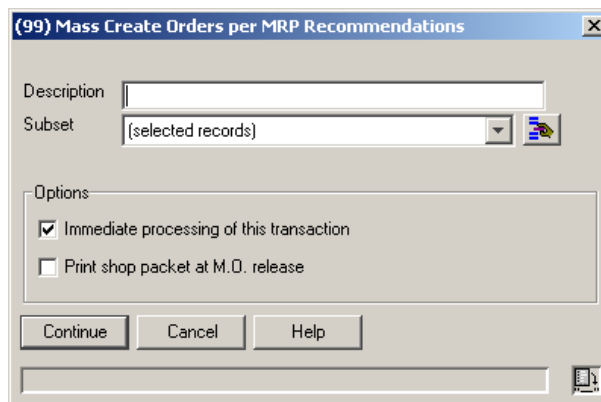 (99) Mass Create Orders per MRP Recommendations
Description
Subset (selected records)
Options
Immediate processing of this transaction
Print shop packet at M.O. release
Continue Cancel Help